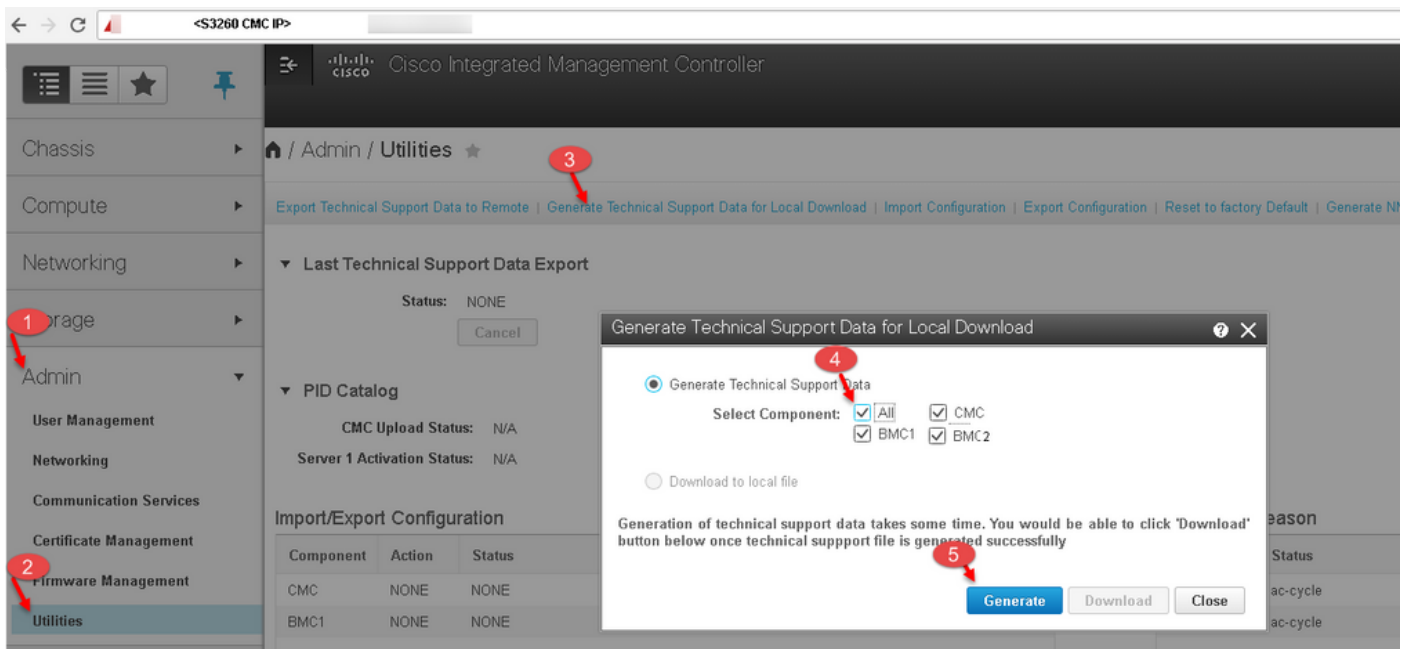 <S3260 CMC IP>
cisco Cisco Integrated Management Controller
Chassis
Compute
Networking
orage
Admin
User Management
Networking
Communication Services
Certificate Management
Firmware Management
Utilities
/ Admin / Utilities
Export Technical Support Data to Remote | Generate Technical Support Data for Local Download | Import Configuration | Export Configuration | Reset to factory Default | Generate
Last Technical Support Data Export
Status: NONE
Cancel
PID Catalog
CMC Upload Status: N/A
Server 1 Activation Status: N/A
Import/Export Configuration
Component Action Status
CMC NONE NONE
BMC1 NONE NONE
eason
Status
ac-cycle
ac-cycle
Generate Technical Support Data for Local Download
Generate Technical Support Data
Select Component: All CMC
BMC1 BMC2
Download to local file
Generation of technical support data takes some time. You would be able to click 'Download'
button below once technical suppport file is generated successfully
Generate Download Close
1
2
3
4
5